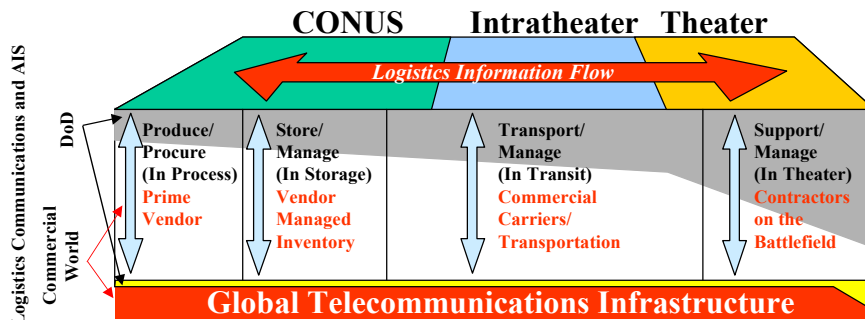 CONUS Intratheater Theater
Logistics Information Flow
Logistics Communications and AIS
DoD
Commercial
World
Produce/
Procure
(In Process)
Prime
Vendor
Store/
Manage
(In Storage)
Vendor
Managed
Inventory
Transport/
Manage
(In Transit)
Commercial
Carriers/
Transportation
Support/
Manage
(In Theater)
Contractors
on the
Battlefield
Global Telecommunications Infrastructure